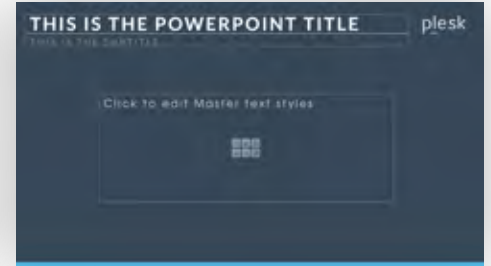 THIS IS THE POWERPOINT TITLE
plesk
THIS IS THE SUBTITLE
Click to edit Master text styles